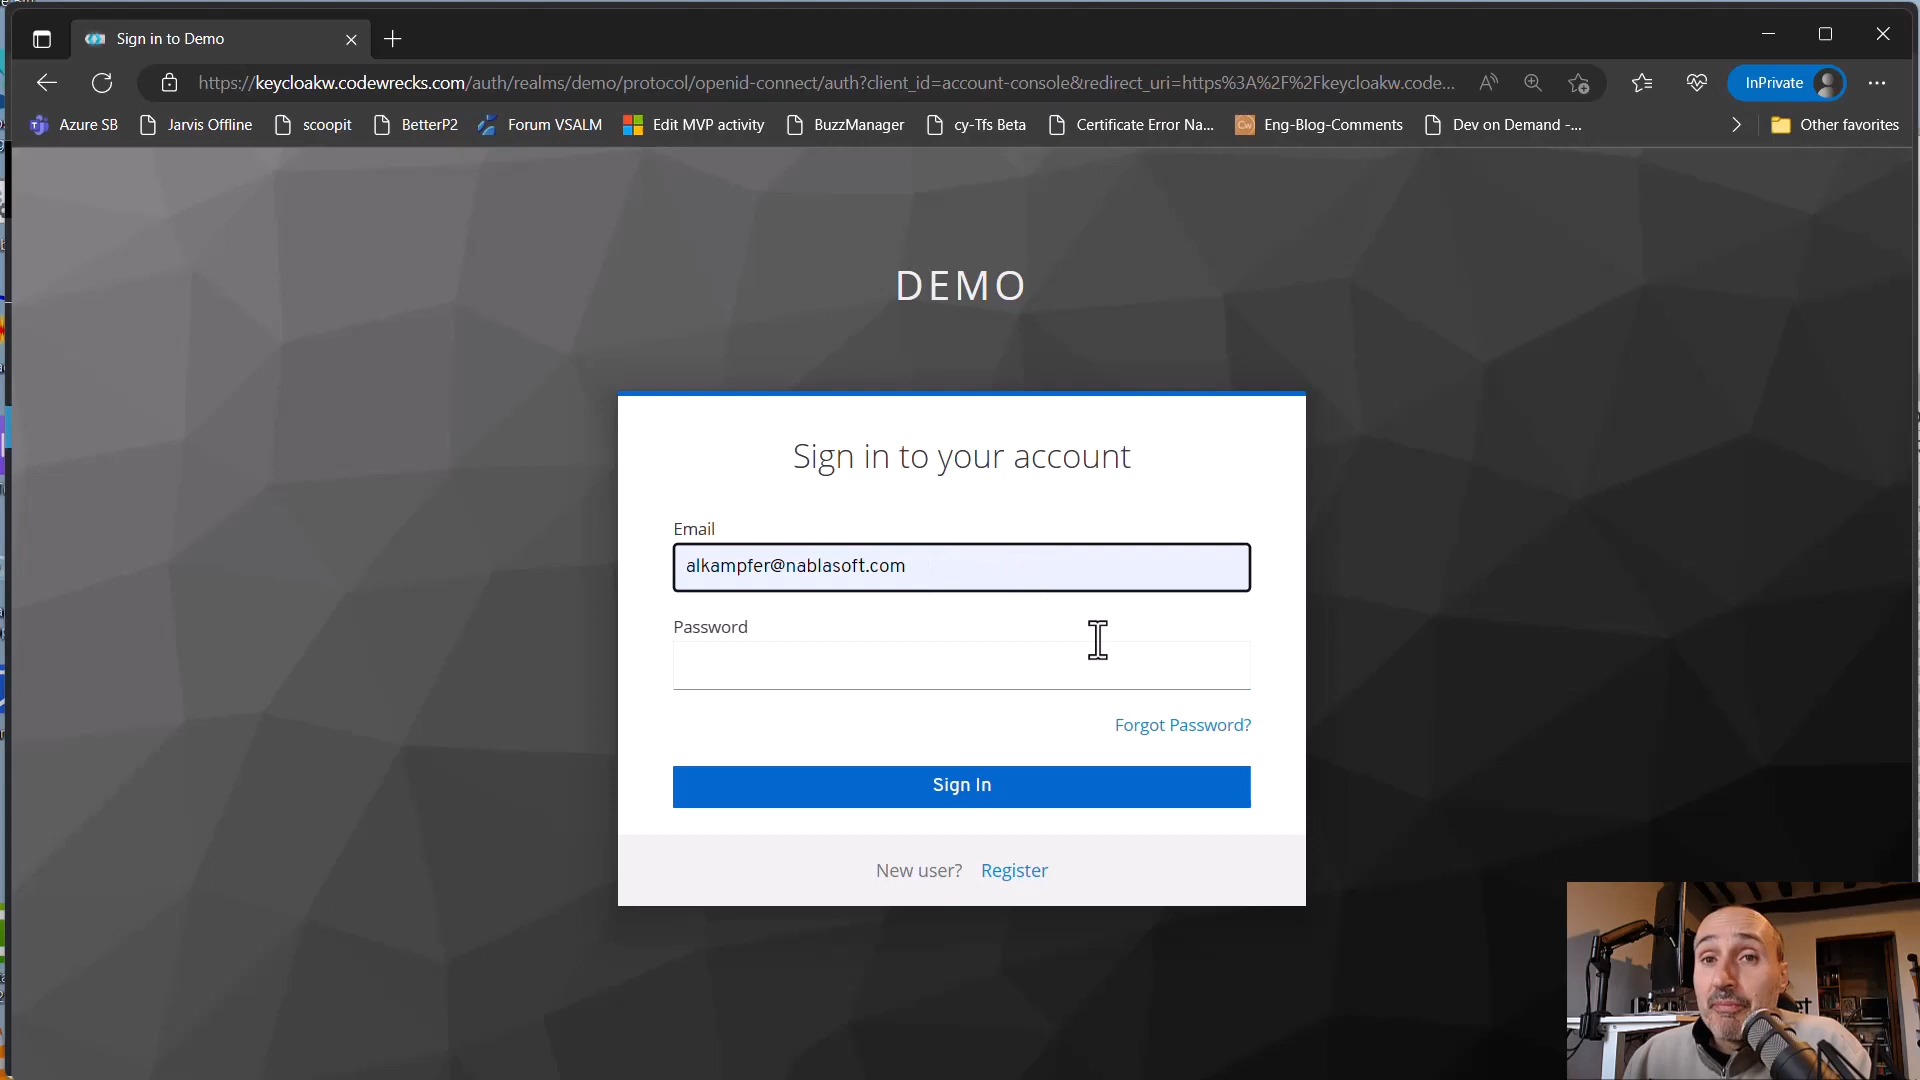 Sign in to Demo
https://keycloakw.codewrecks.com/auth/realms/demo/protocol/openid-connect/auth?client_id=account-console&redirect_uri=https%3A%2F%2Fkeycloakw.code...
InPrivate
Azure SB
Jarvis Offline
scoopit
BetterP2
Forum VSALM
Edit MVP activity
BuzzManager
cy-Tfs Beta
Certificate Error Na...
Eng-Blog-Comments
Dev on Demand -...
Other favorites
DEMO
Sign in to your account
Email
alkampfer@nablasoft.com
Password
Forgot Password?
Sign In
New user? Register